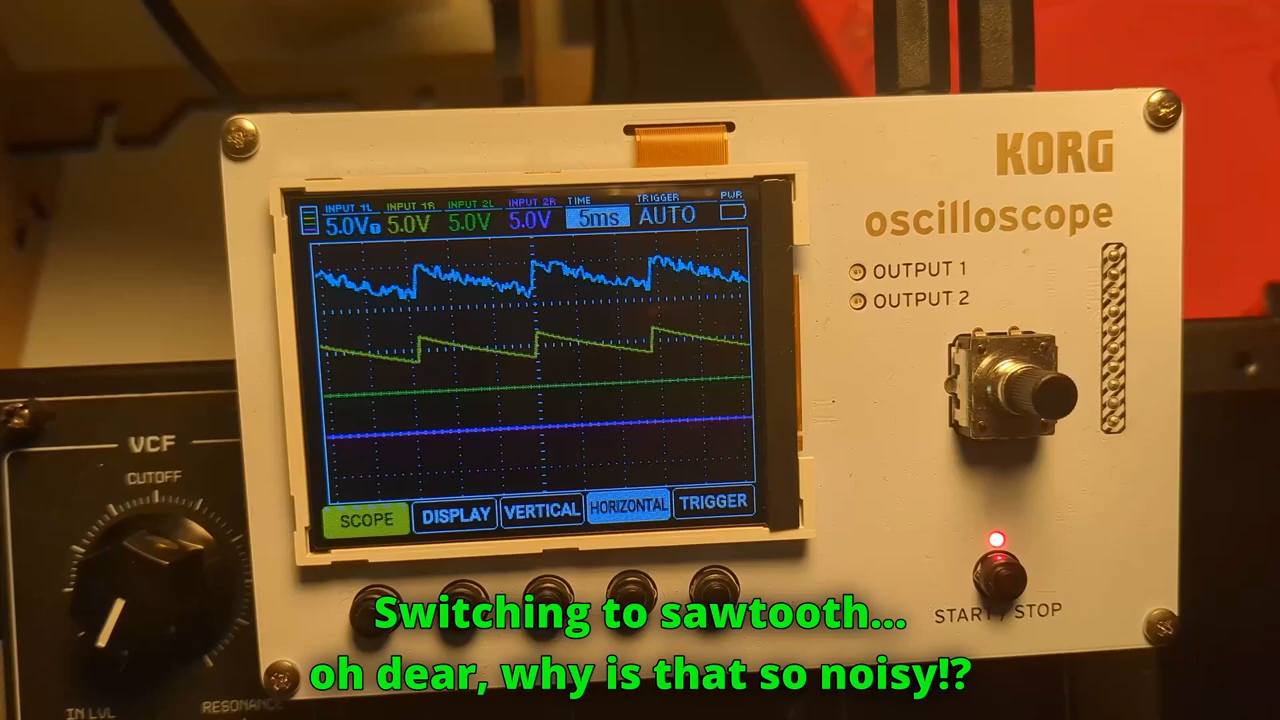 KORG
oscilloscope
INPUT 1L INPUT 1R INPUT 2L INPUT 2R TIME TRIGGER PWR
5.0V 5.0V 5.0V 5.0V 5ms AUTO
OUTPUT 1
OUTPUT 2
SCOPE DISPLAY VERTICAL HORIZONTAL TRIGGER
START / STOP
VCF
CUTOFF
IN LVL RESONANCE
Switching to sawtooth...
oh dear, why is that so noisy!?